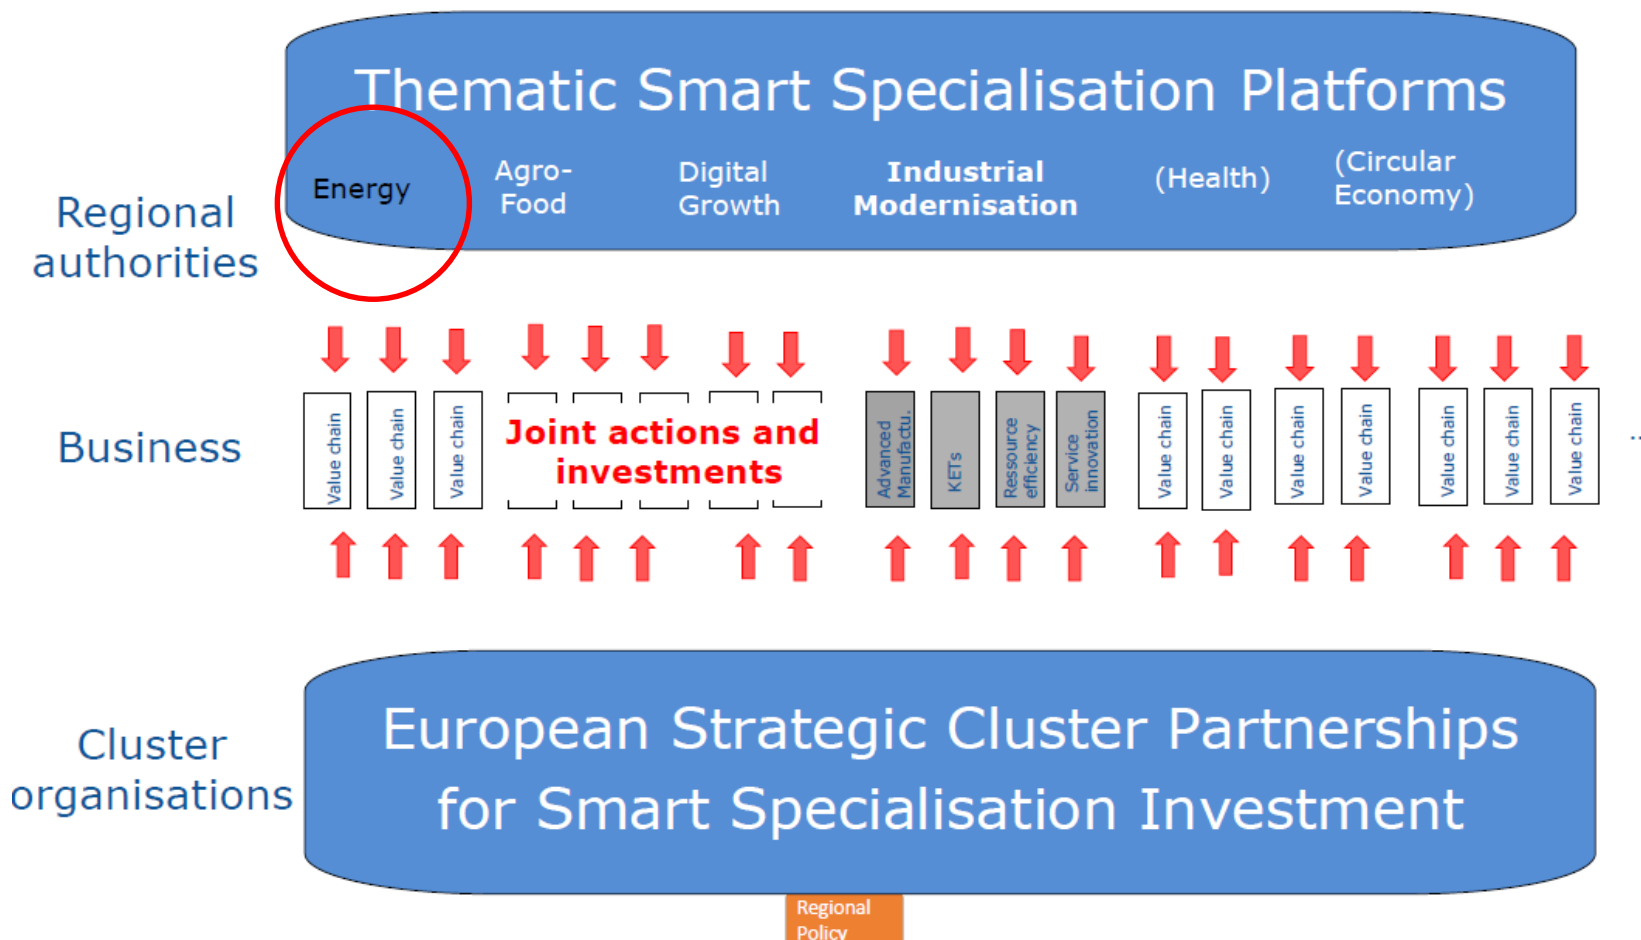 Thematic Smart Specialisation Platforms
Energy
Agro-
Food
Digital
Growth
Industrial
Modernisation
(Health)
(Circular
Economy)
Regional
authorities
Business
Value chain
Value chain
Value chain
Joint actions and
investments
Advanced
Manufactu.
KETs
Ressource
efficiency
Service
innovation
Value chain
Value chain
Value chain
Value chain
Value chain
Value chain
Value chain
..
Cluster
organisations
European Strategic Cluster Partnerships
for Smart Specialisation Investment
Regional
Policy